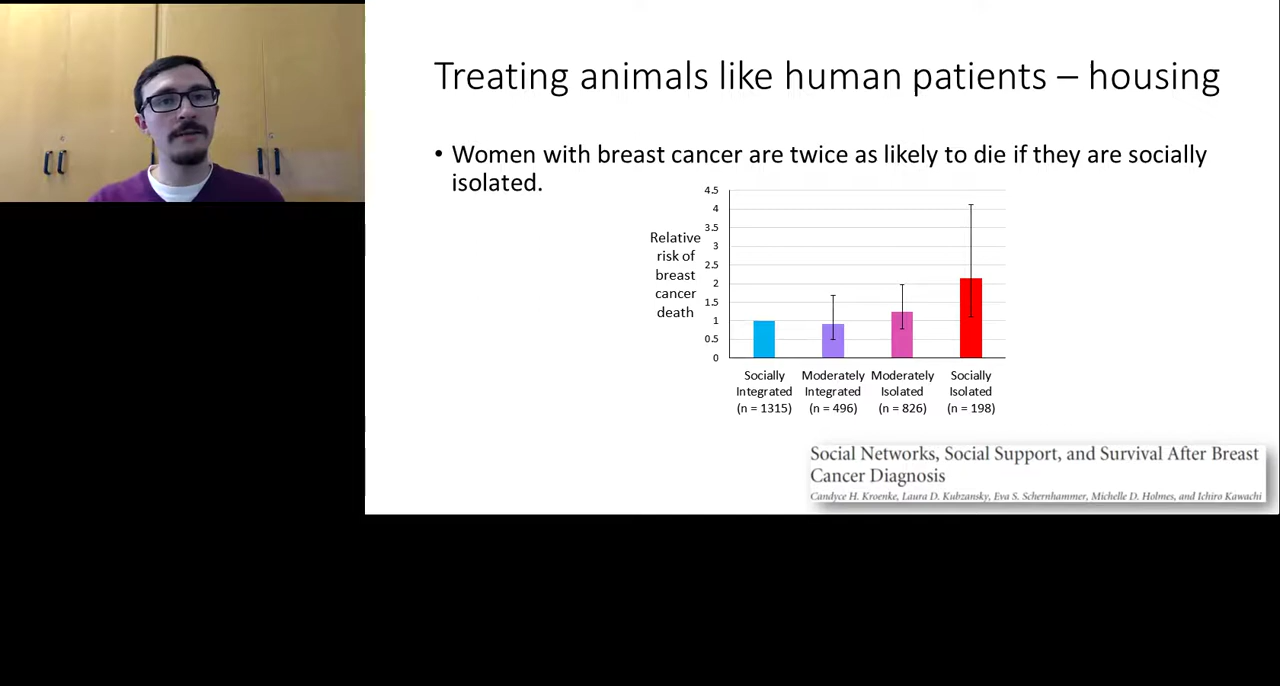 Treating animals like human patients – housing
• Women with breast cancer are twice as likely to die if they are socially
isolated.
Relative
risk of
breast
cancer
death
4.5
4
3.5
3
2.5
2
1.5
1
0.5
0
Socially
Integrated
(n = 1315)
Moderately
Integrated
(n = 496)
Moderately
Isolated
(n = 826)
Socially
Isolated
(n = 198)
Social Networks, Social Support, and Survival After Breast
Cancer Diagnosis
Candyce H. Kroenke, Laura D. Kubzansky, Eva S. Schernhammer, Michelle D. Holmes, and Ichiro Kawachi